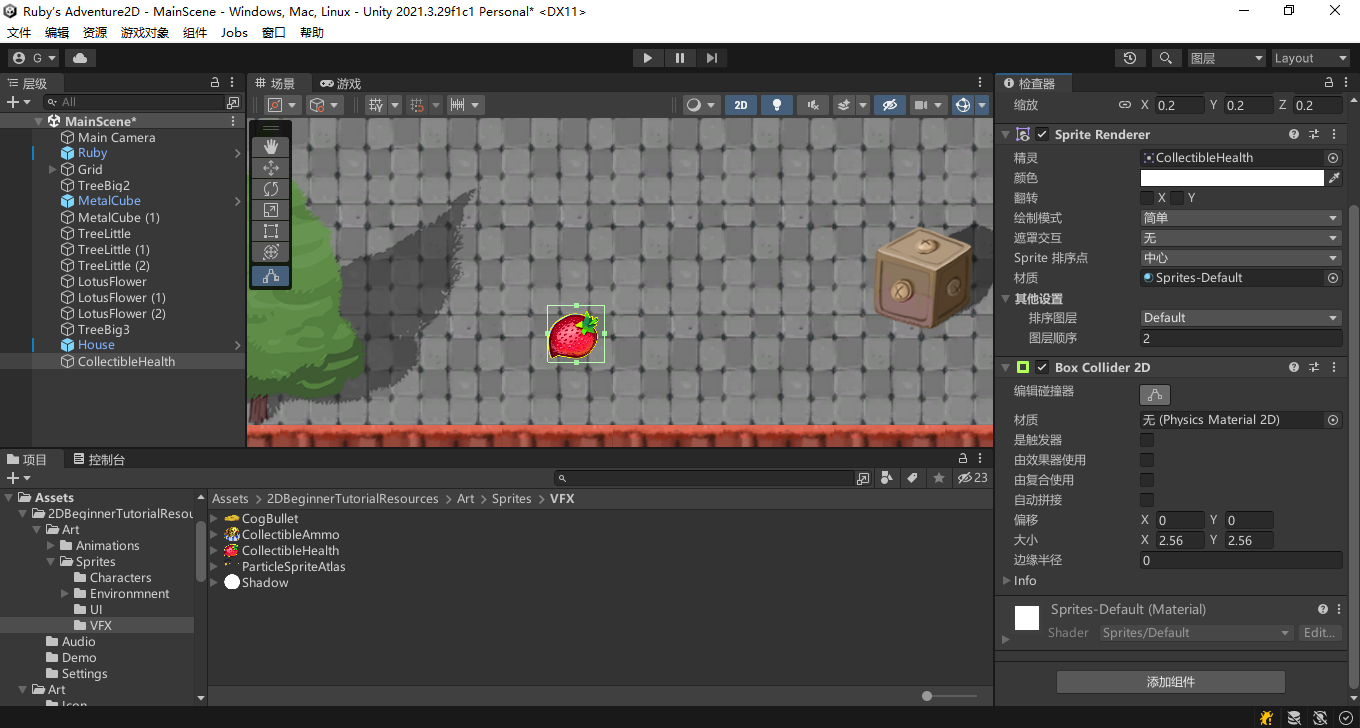 Ruby's Adventure2D - MainScene - Windows, Mac, Linux - Unity 2021.3.29f1c1 Personal* <DX11>
文件 编辑 资源 游戏对象 组件 Jobs 窗口 帮助
G 图层 Layout
层级
All
MainScene*
Main Camera
Ruby
Grid
TreeBig2
MetalCube
MetalCube (1)
TreeLittle
TreeLittle (1)
TreeLittle (2)
LotusFlower
LotusFlower (1)
LotusFlower (2)
TreeBig3
House
CollectibleHealth
场景 游戏
2D
检查器
缩放 X 0.2 Y 0.2 Z 0.2
Sprite Renderer
精灵 CollectibleHealth
颜色
翻转 X Y
绘制模式 简单
遮罩交互 无
Sprite 排序点 中心
材质 Sprites-Default
其他设置
排序图层 Default
图层顺序 2
Box Collider 2D
编辑碰撞器
材质 无 (Physics Material 2D)
是触发器
由效果器使用
由复合使用
自动拼接
偏移 X 0 Y 0
大小 X 2.56 Y 2.56
边缘半径 0
Info
Sprites-Default (Material)
Shader Sprites/Default Edit...
添加组件
项目 控制台
23
Assets
2DBeginnerTutorialResou
Art
Animations
Sprites
Characters
Environmnent
UI
VFX
Audio
Demo
Settings
Art
Icon
Assets > 2DBeginnerTutorialResources > Art > Sprites > VFX
CogBullet
CollectibleAmmo
CollectibleHealth
ParticleSpriteAtlas
Shadow